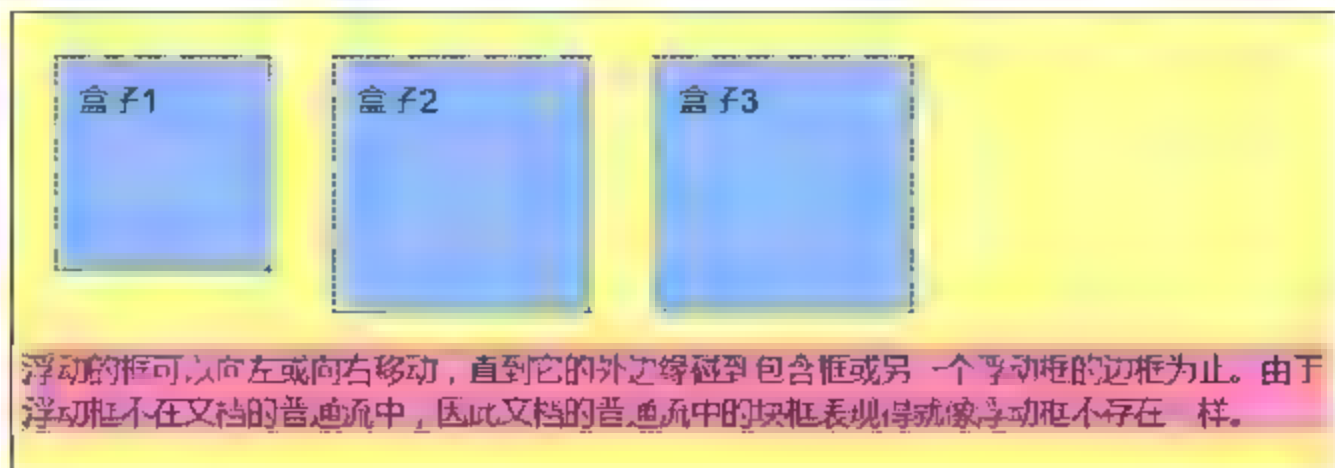 盒子1
盒子2
盒子3
浮动的框可以向左或向右移动，直到它的外边缘碰到包含框或另一个浮动框的边框为止。由于
浮动框不在文档的普通流中，因此文档的普通流中的块框表现得就像浮动框不存在一样。